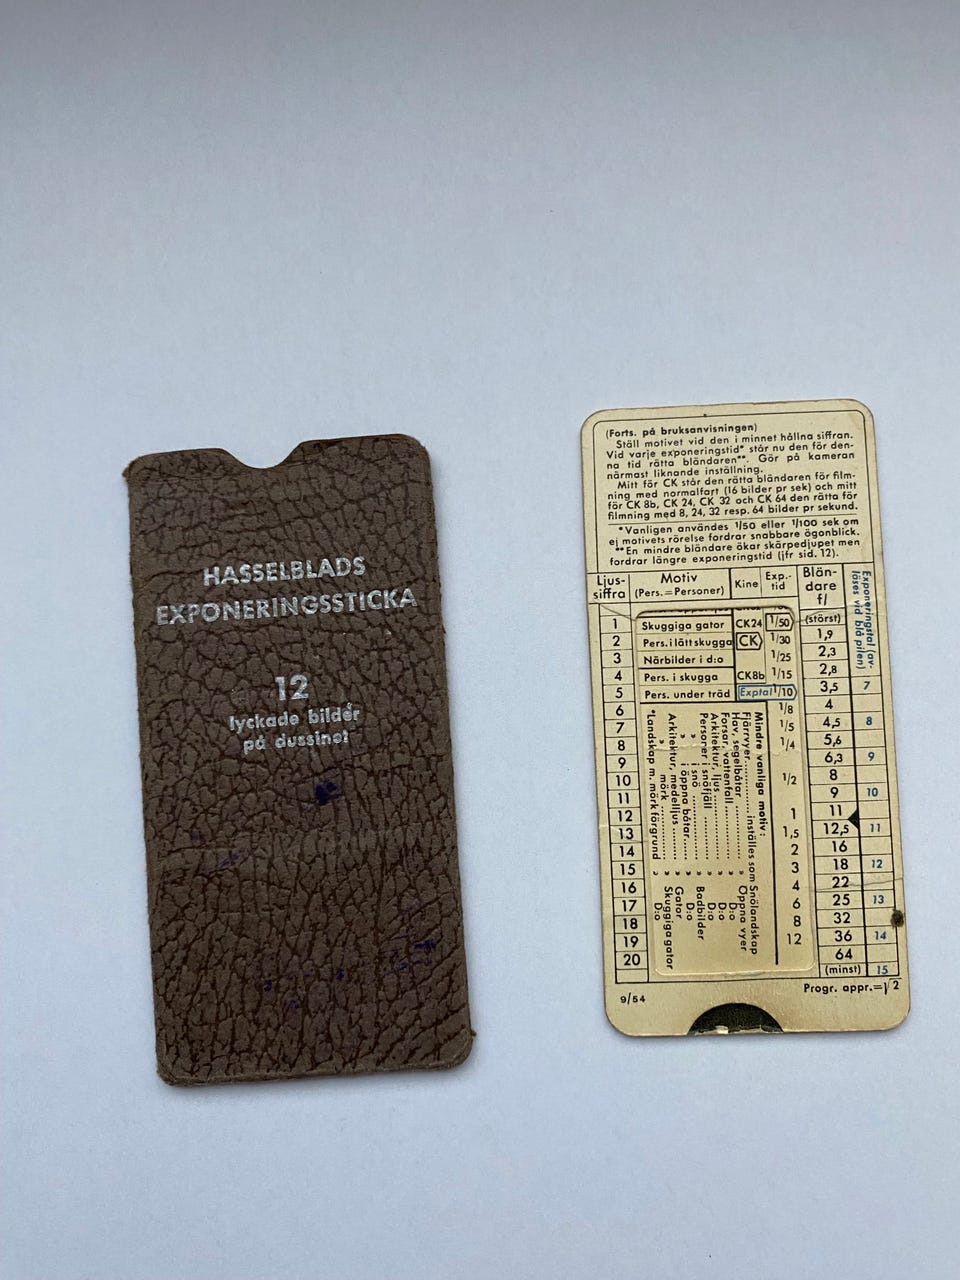 HASSELBLADS
EXPONERINGSSTICKA
12
lyckade bilder
på dussinet
(Forts. på bruksanvisningen)
Ställ motivet vid den i minnet hållna siffran.
Vid varje exponeringstid* står nu den för den-
na tid rätta bländaren**. Gör på kameran
närmast liknande inställning.
Mitt för CK står den rätta bländaren för film-
ning med normalfart (16 bilder pr sek) och mitt
för CK 8b, CK 24, CK 32 och CK 64 den rätta för
filmning med 8, 24, 32 resp. 64 bilder pr sekund.
*Vanligen användes 1/50 eller 1/100 sek om
ej motivets rörelse fordrar snabbare ögonblick.
**En mindre bländare ökar skärpedjupet men
fordrar längre exponeringstid (jfr sid. 12).
Ljus-
siffra
Motiv
(Pers.=Personer)
Kine
Exp.-
tid
Blän-
dare
f/
Exponeringstal (av-
läses vid blå pilen)
1 Skuggiga gator CK24 1/50 (störst)
2 Pers. i lätt skugga CK 1/30 1,9
3 Närbilder i d:o 1/25 2,3
4 Pers. i skugga CK8b 1/15 2,8
5 Pers. under träd Exptal 1/10 3,5 7
6 1/8 4
7 1/5 4,5 8
8 1/4 5,6
9 6,3 9
10 1/2 8
11 9 10
12 1 11
13 1,5 12,5 11
14 2 16
15 3 18 12
16 4 22
17 6 25 13
18 8 32
19 12 36 14
20 64
(minst) 15
Mindre vanliga motiv:
Fjärrvyer.......... inställes som Snölandskap
Hav, segelbåtar ...... » Öppna vyer
Forsar, vattenfall ...... » D:o
Arkitektur, ljus ...... » D:o
Personer i snöfjäll ...... » D:o
» i snö ...... » Badbilder
» i öppna båtar ...... » D:o
Arkitektur, medelljus ... » Gator
» mörk ...... » Skuggiga gator
*Landskap m. mörk förgrund » D:o
9/54
Progr. appr.=√2